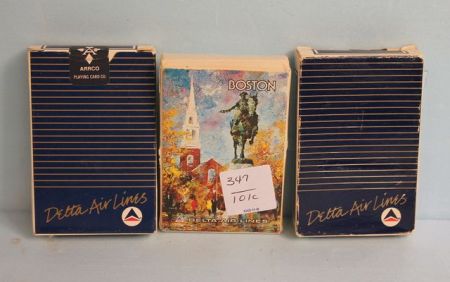 ARRCO
PLAYING CARD CO.
Delta Air Lines
BOSTON
347
101c
DELTA AIR LINES
Delta Air Lines